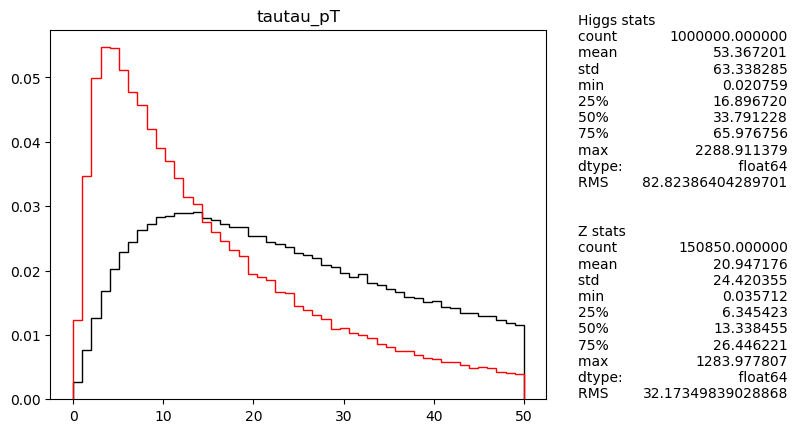 tautau_pT
0.05
0.04
0.03
0.02
0.01
0.00
0 10 20 30 40 50
Higgs stats
count 1000000.000000
mean 53.367201
std 63.338285
min 0.020759
25% 16.896720
50% 33.791228
75% 65.976756
max 2288.911379
dtype: float64
RMS 82.82386404289701
Z stats
count 150850.000000
mean 20.947176
std 24.420355
min 0.035712
25% 6.345423
50% 13.338455
75% 26.446221
max 1283.977807
dtype: float64
RMS 32.17349839028868